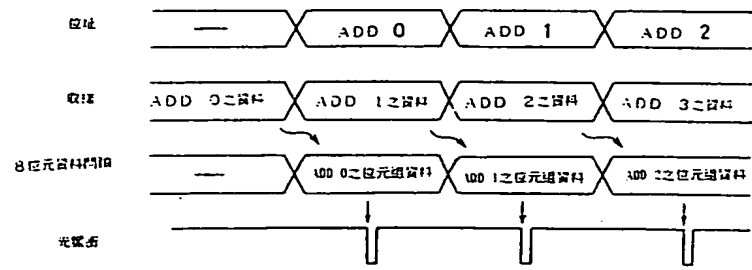 位址 — ADD 0 ADD 1 ADD 2
ADD 0之資料 ADD 1之資料 ADD 2之資料 ADD 3之資料
8位元資料閂鎖 — ADD 0之位元組資料 ADD 1之位元組資料 ADD 2之位元組資料